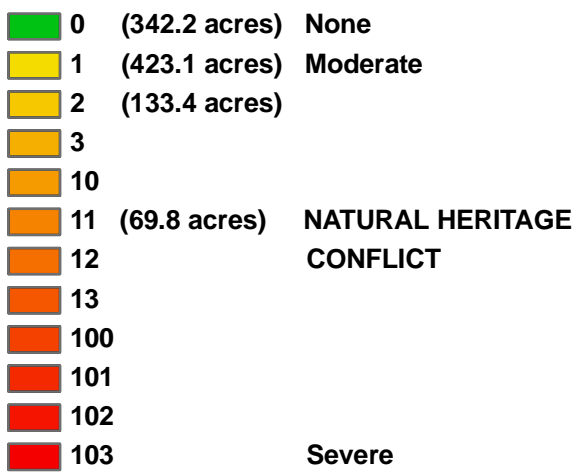 0 (342.2 acres) None
1 (423.1 acres) Moderate
2 (133.4 acres)
3
10
11 (69.8 acres) NATURAL HERITAGE
12 CONFLICT
13
100
101
102
103 Severe